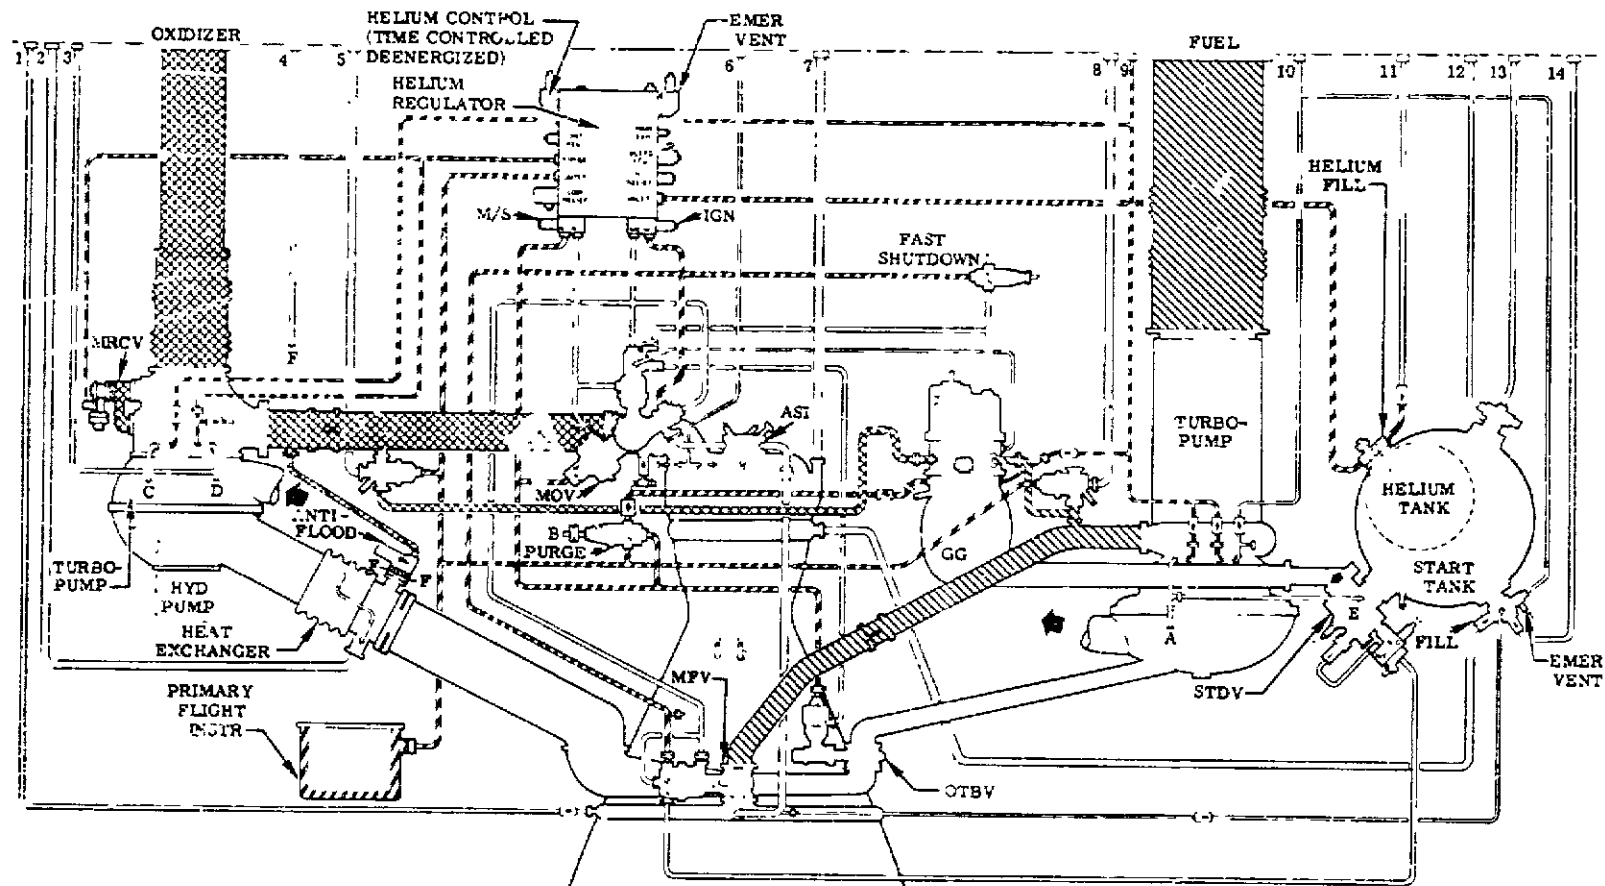 HELIUM CONTROL
(TIME CONTROLLED
DEENERGIZED)
EMER
VENT
OXIDIZER
FUEL
1
2
3
4
5
6
7
8
9
10
11
12
13
14
HELIUM
REGULATOR
HELIUM
FILL
M/S
IGN
FAST
SHUTDOWN
MRCV
F
ASI
TURBO-
PUMP
C
D
MOV
HELIUM
TANK
ANTI-
FLOOD
B
PURGE
GG
START
TANK
TURBO-
PUMP
F
HYD
PUMP
E
HEAT
EXCHANGER
A
FILL
EMER
VENT
MFV
STDV
PRIMARY
FLIGHT
INSTR
OTBV